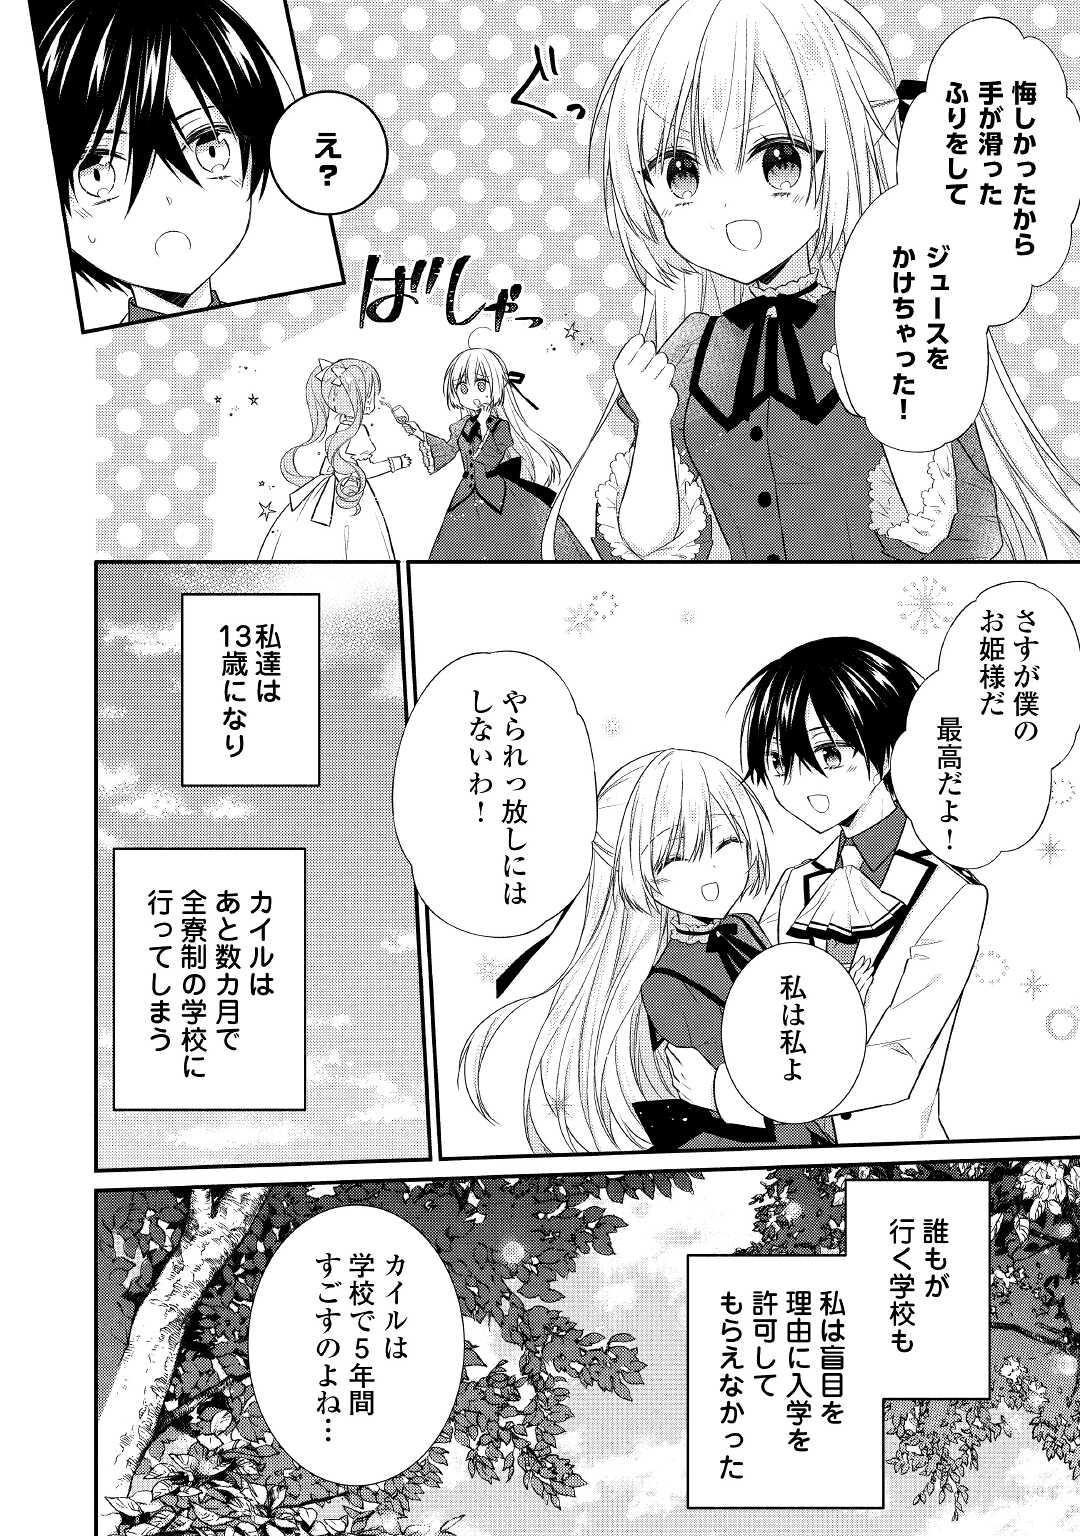 悔しかったから
手が滑った
ふりをして
ジュースを
かけちゃった！
ぐっ
え？
ばしゃっ
さすが僕の
お姫様だ
最高だよ！
私は私よ
やられっ放しには
しないわ！
私達は
13歳になり
カイルは
あと数カ月で
全寮制の学校に
行ってしまう
誰もが
行く学校も
私は盲目を
理由に入学を
許可して
もらえなかった
カイルは
学校で5年間
すごすのよね…